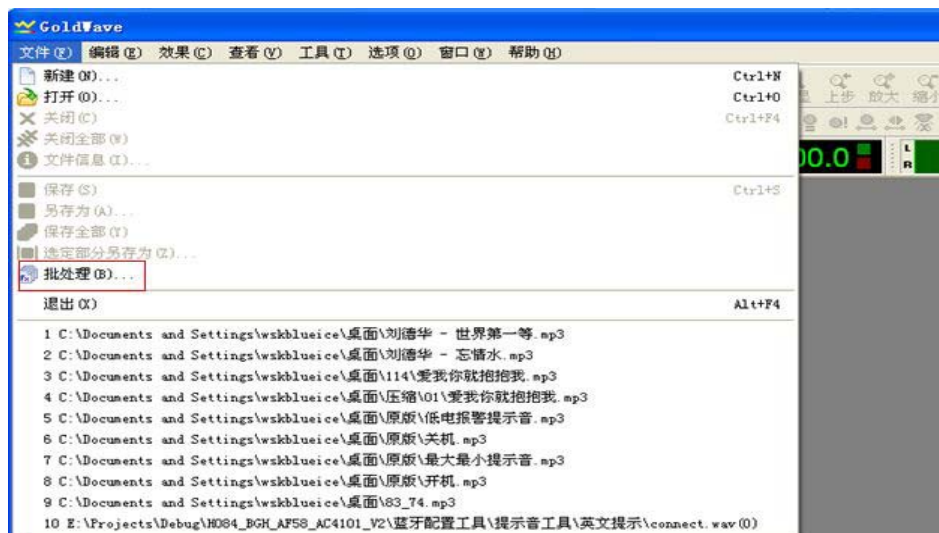 GoldWave
文件(F) 编辑(E) 效果(C) 查看(V) 工具(T) 选项(O) 窗口(W) 帮助(H)
新建(N)... Ctrl+N
打开(O)... Ctrl+O
关闭(C) Ctrl+F4
关闭全部(W)
文件信息(I)...
保存(S) Ctrl+S
另存为(A)...
保存全部(T)
选定部分另存为(Z)...
批处理(B)...
退出(X) Alt+F4
1 C:\Documents and Settings\wskblueice\桌面\刘德华 - 世界第一等.mp3
2 C:\Documents and Settings\wskblueice\桌面\刘德华 - 忘情水.mp3
3 C:\Documents and Settings\wskblueice\桌面\114\爱我你就抱抱我.mp3
4 C:\Documents and Settings\wskblueice\桌面\压缩\01\爱我你就抱抱我.mp3
5 C:\Documents and Settings\wskblueice\桌面\原版\低电报警提示音.mp3
6 C:\Documents and Settings\wskblueice\桌面\原版\关机.mp3
7 C:\Documents and Settings\wskblueice\桌面\原版\最大最小提示音.mp3
8 C:\Documents and Settings\wskblueice\桌面\原版\开机.mp3
9 C:\Documents and Settings\wskblueice\桌面\83_74.mp3
10 E:\Projects\Debug\H084_BGH_AF58_AC4101_V2\蓝牙配置工具\提示音工具\英文提示\connect.wav(0)
上步 放大 缩小
00.0
L
R